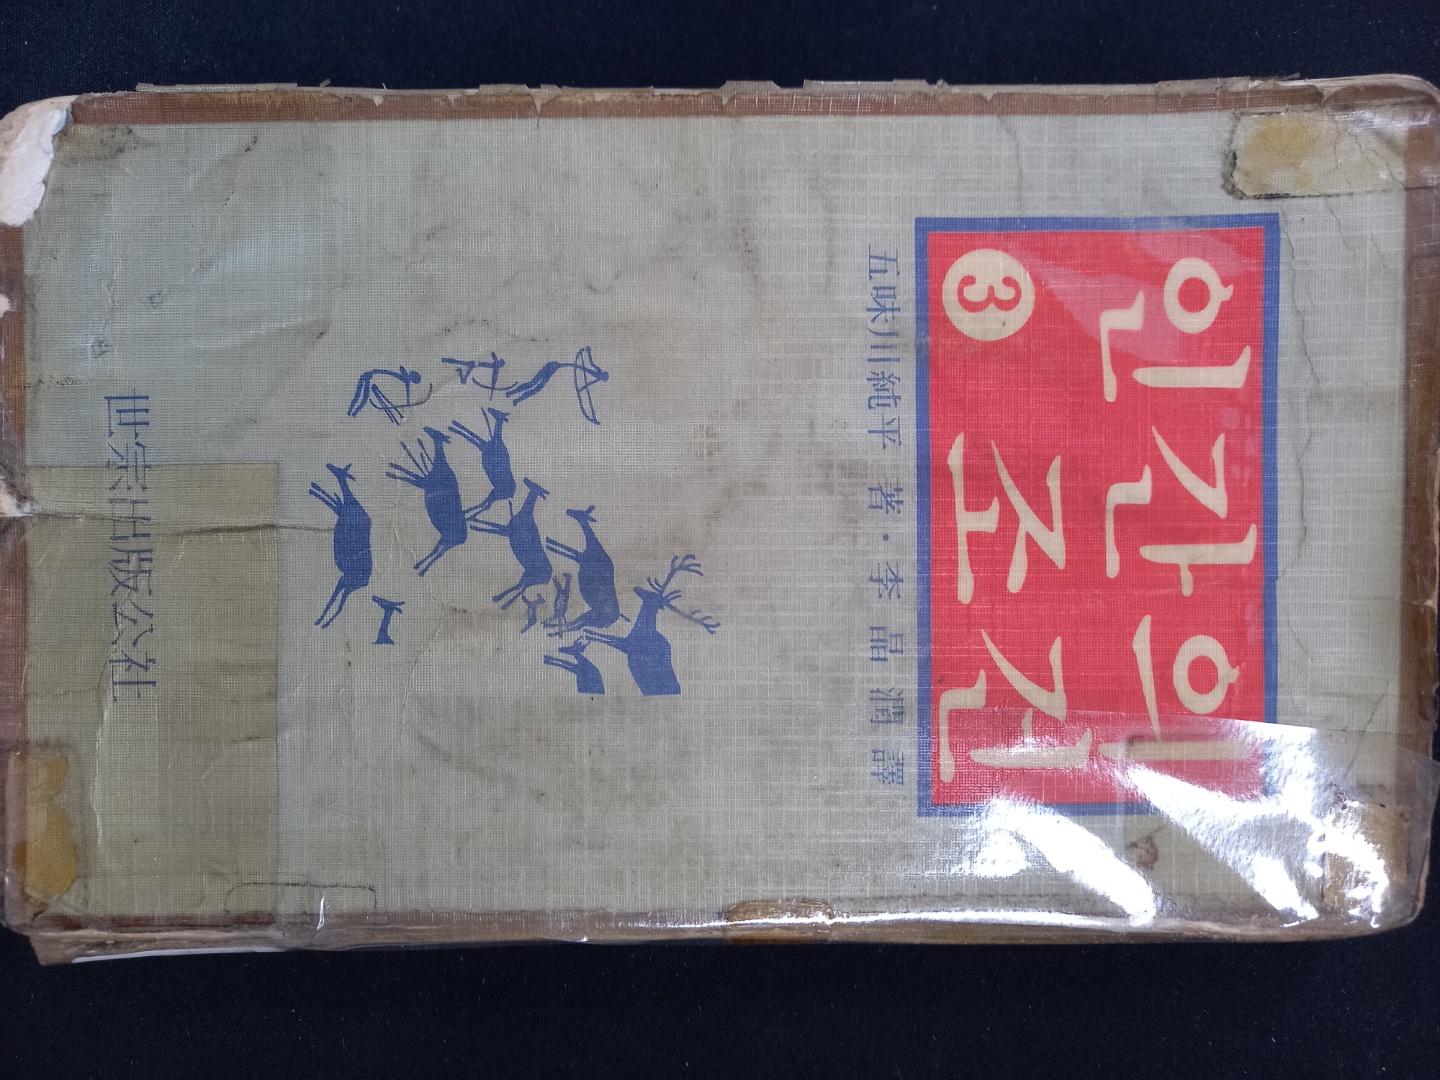 인간의
조건
③
五味川純平 著・李晶潤 譯
世宗出版公社